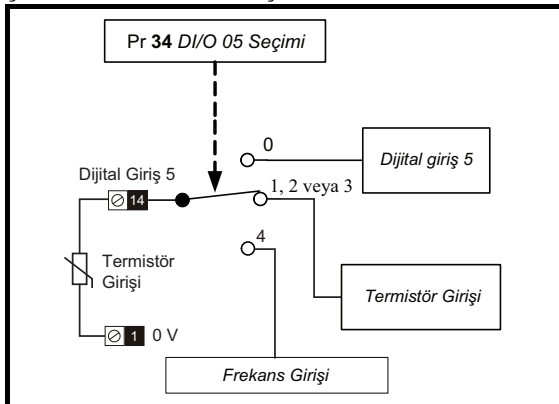 Pr 34 DI/O 05 Seçimi
0
Dijital giriş 5
Dijital Giriş 5
14
1, 2 veya 3
4
Termistör
Girişi
Termistör Girişi
1 0 V
Frekans Girişi